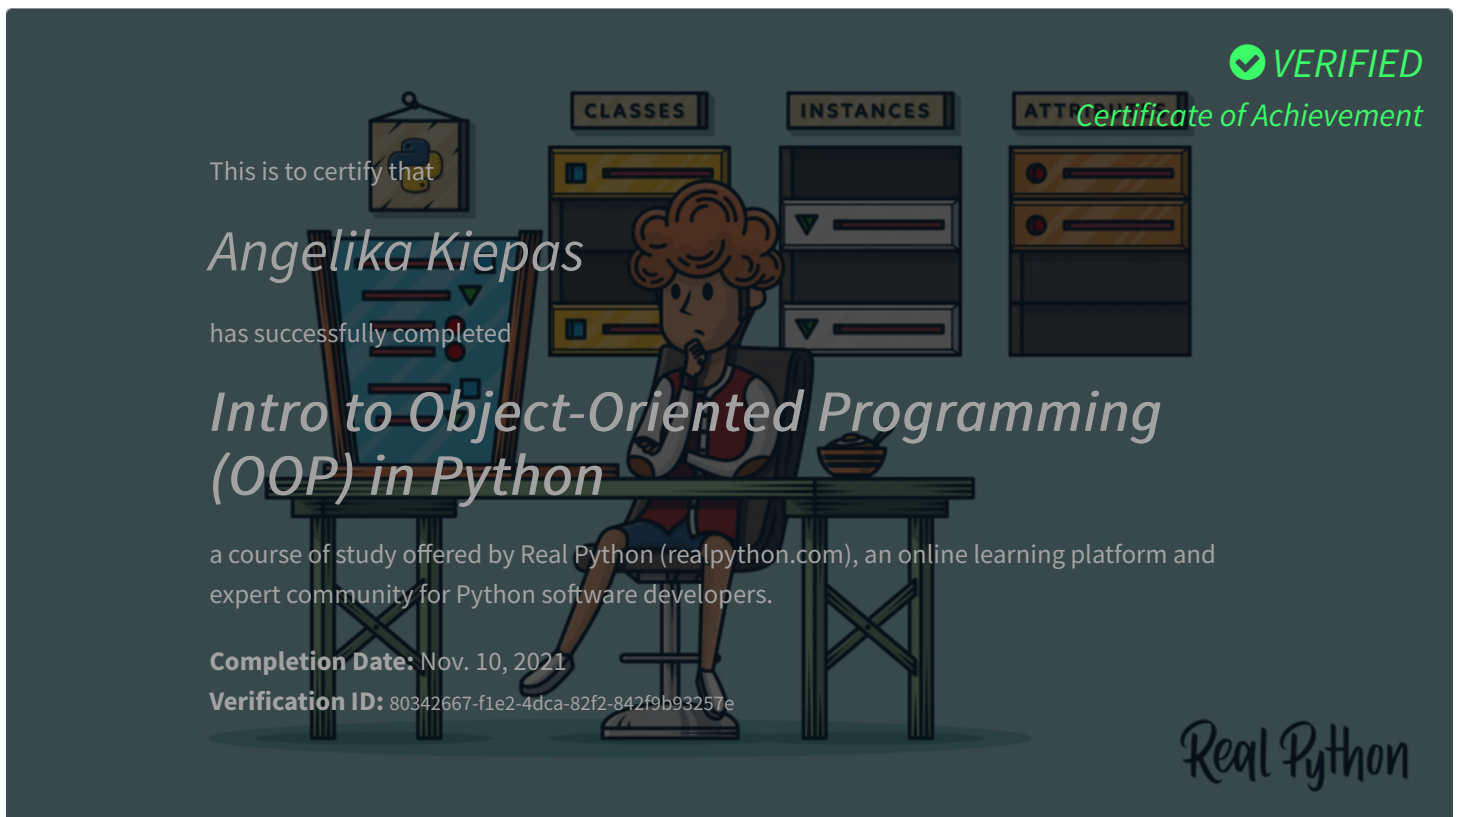 VERIFIED
Certificate of Achievement
CLASSES
INSTANCES
This is to certify that
Angelika Kiepas
has successfully completed
Intro to Object-Oriented Programming
(OOP) in Python
a course of study offered by Real Python (realpython.com), an online learning platform and
expert community for Python software developers.
Completion Date: Nov. 10, 2021
Verification ID: 80342667-f1e2-4dca-82f2-842f9b93257e
Real Python